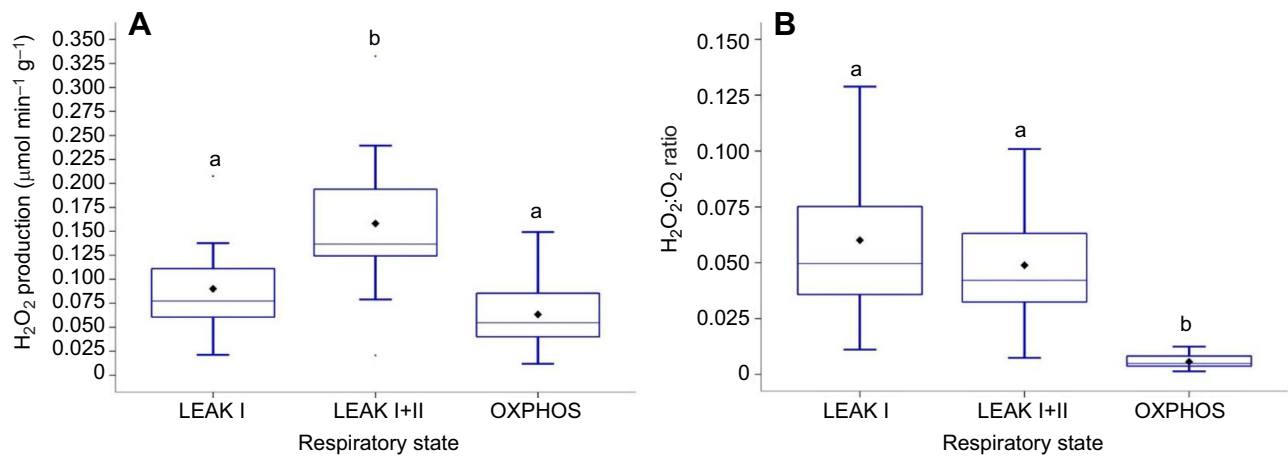 A
H₂O₂ production (μmol min⁻¹ g⁻¹)
0.350
0.325
0.300
0.275
0.250
0.225
0.200
0.175
0.150
0.125
0.100
0.075
0.050
0.025
0
a
b
a
LEAK I
LEAK I+II
OXPHOS
Respiratory state
B
H₂O₂:O₂ ratio
0.150
0.125
0.100
0.075
0.050
0.025
0
a
a
b
LEAK I
LEAK I+II
OXPHOS
Respiratory state